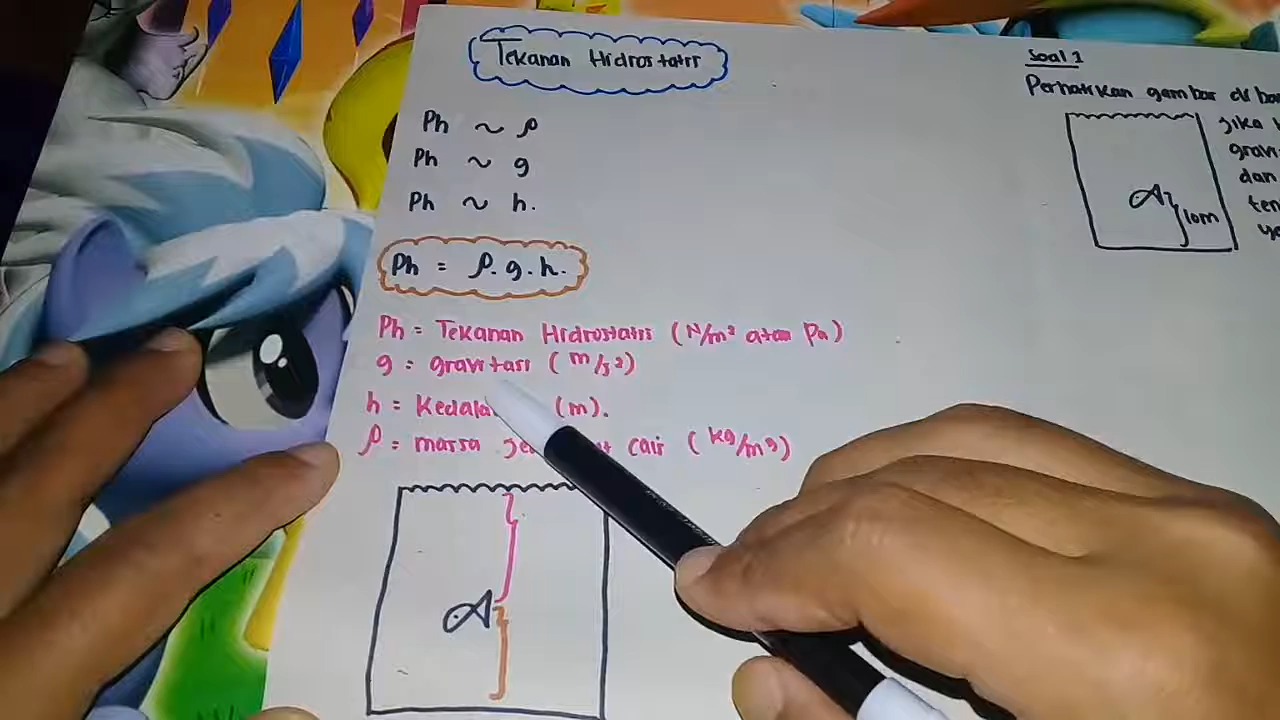 Tekanan Hidrostatis
Ph ~ ρ
Ph ~ g
Ph ~ h.
Ph = ρ.g.h.
Ph = Tekanan Hidrostatis (N/m² atau Pa)
g = gravitasi (m/s²)
h = (m).
ρ = massa cair (kg/m³)
Soal 1
Perhatikan gambar di
jika
dan
10m